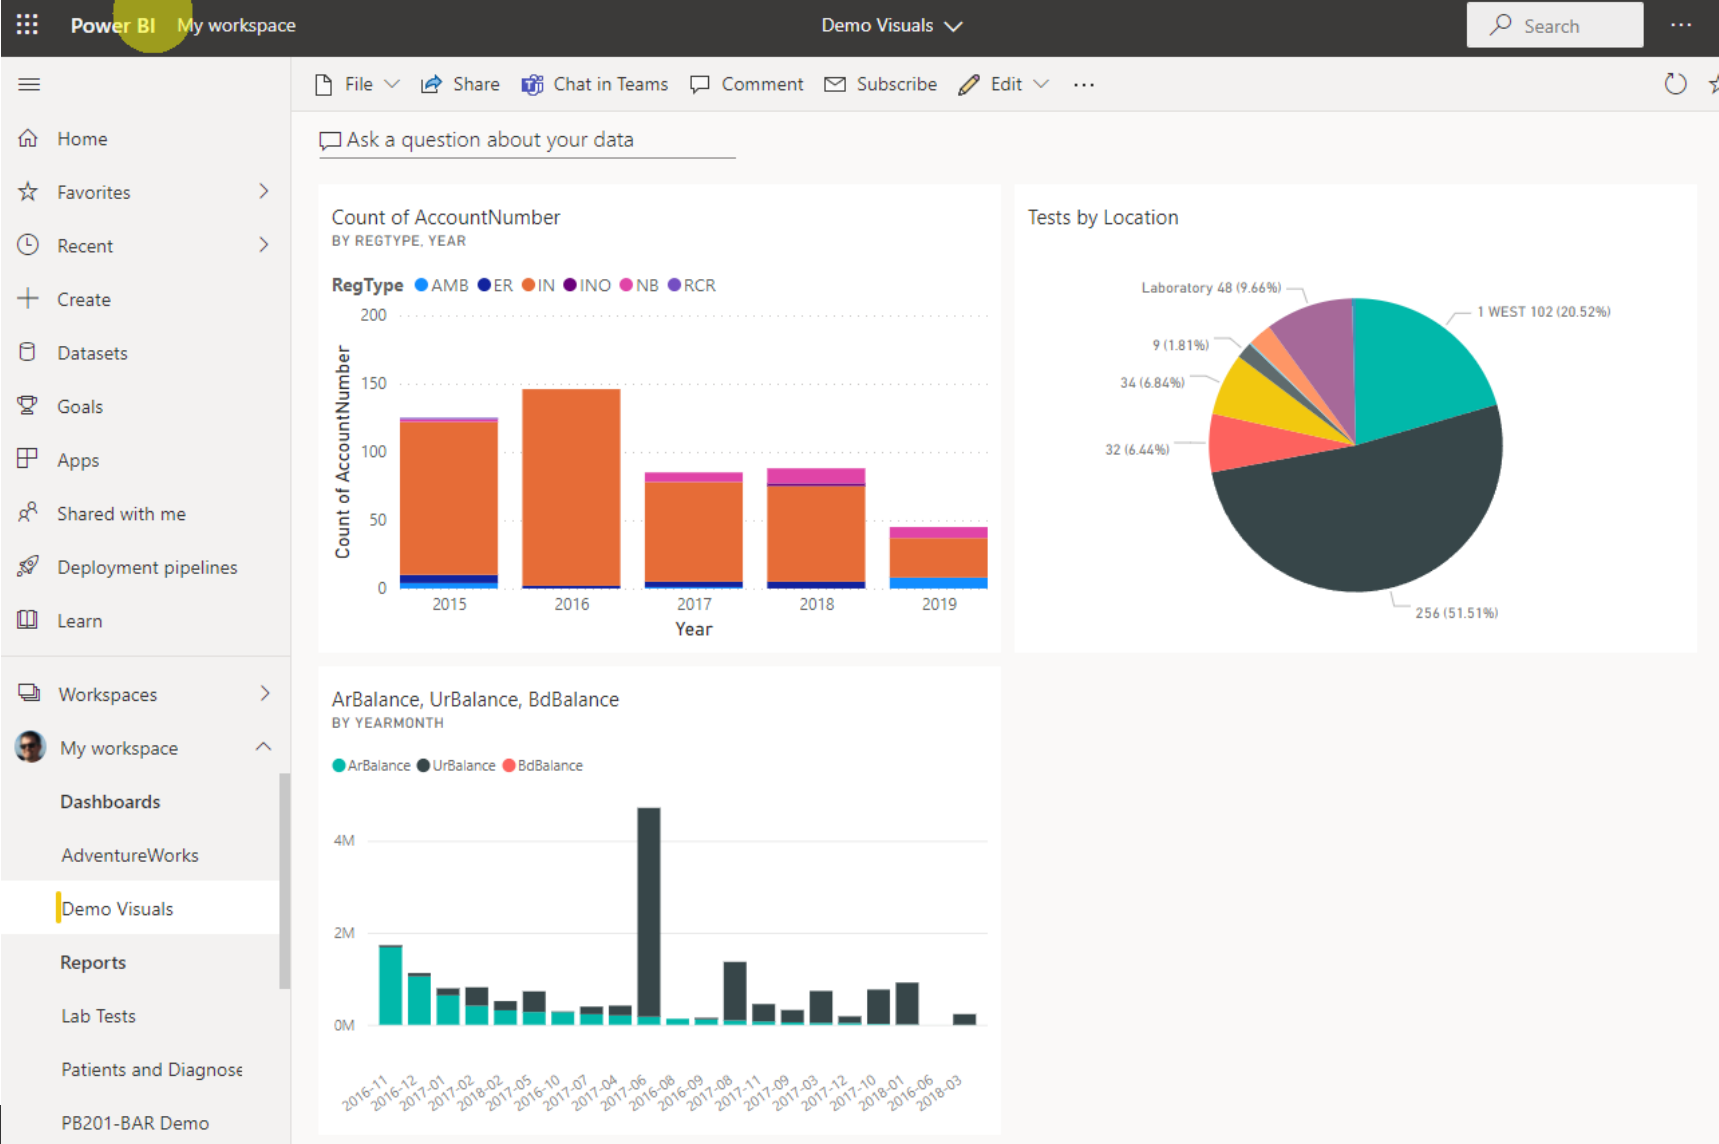 Power BI My workspace Demo Visuals Search
File Share Chat in Teams Comment Subscribe Edit
Home
Favorites
Recent
Create
Datasets
Goals
Apps
Shared with me
Deployment pipelines
Learn
Workspaces
My workspace
Dashboards
AdventureWorks
Demo Visuals
Reports
Lab Tests
Patients and Diagnose
PB201-BAR Demo
Ask a question about your data
Count of AccountNumber
BY REGTYPE, YEAR
RegType AMB ER IN INO NB RCR
Count of AccountNumber
200
150
100
50
0
2015 2016 2017 2018 2019
Year
Tests by Location
Laboratory 48 (9.66%)
1 WEST 102 (20.52%)
9 (1.81%)
34 (6.84%)
32 (6.44%)
256 (51.51%)
ArBalance, UrBalance, BdBalance
BY YEARMONTH
ArBalance UrBalance BdBalance
4M
2M
0M
2016-11 2016-12 2017-01 2017-02 2018-02 2017-05 2016-10 2017-07 2017-04 2017-06 2016-08 2016-09 2017-08 2017-11 2017-09 2017-03 2017-12 2017-10 2018-01 2016-06 2018-03